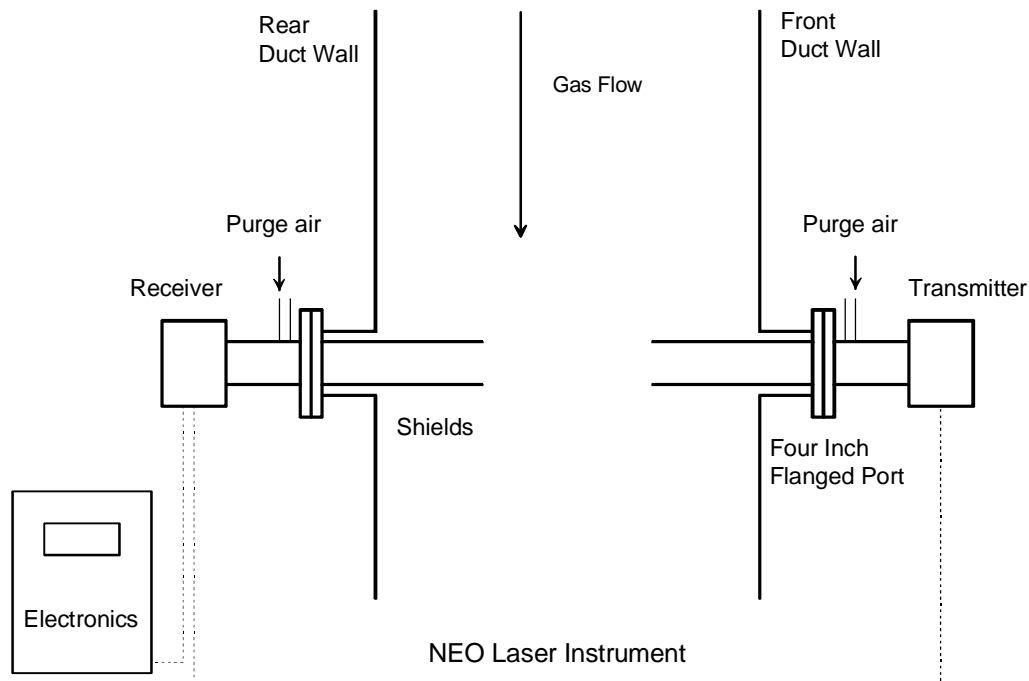 Rear
Duct Wall
Front
Duct Wall
Gas Flow
Purge air
Purge air
Receiver
Transmitter
Shields
Four Inch
Flanged Port
Electronics
NEO Laser Instrument